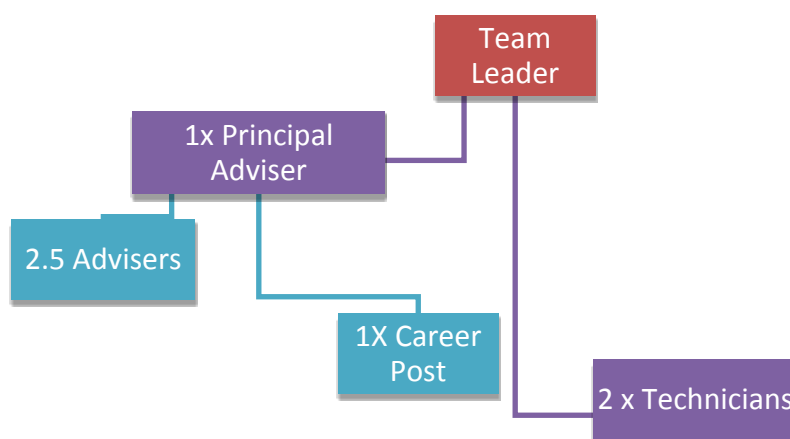 Team
Leader
1x Principal
Adviser
2.5 Advisers
1X Career
Post
2 x Technicians